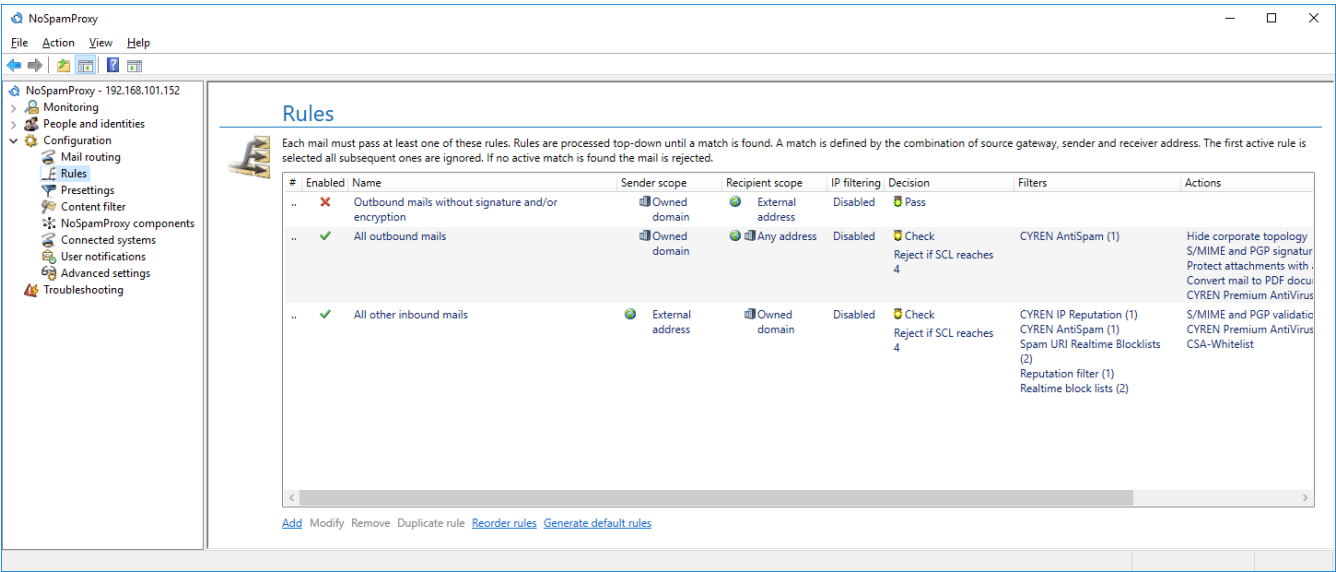 NoSpamProxy
File Action View Help
NoSpamProxy - 192.168.101.152
Monitoring
People and identities
Configuration
Mail routing
Rules
Presettings
Content filter
NoSpamProxy components
Connected systems
User notifications
Advanced settings
Troubleshooting
Rules
Each mail must pass at least one of these rules. Rules are processed top-down until a match is found. A match is defined by the combination of source gateway, sender and receiver address. The first active rule is
selected all subsequent ones are ignored. If no active match is found the mail is rejected.
# Enabled Name Sender scope Recipient scope IP filtering Decision Filters Actions
.. Outbound mails without signature and/or Owned External Disabled Pass
encryption domain address
.. All outbound mails Owned Any address Disabled Check CYREN AntiSpam (1) Hide corporate topology
domain Reject if SCL reaches S/MIME and PGP signatur
4 Protect attachments with
Convert mail to PDF docu
CYREN Premium AntiVirus
.. All other inbound mails External Owned Disabled Check CYREN IP Reputation (1) S/MIME and PGP validatio
address domain Reject if SCL reaches CYREN AntiSpam (1) CYREN Premium AntiVirus
4 Spam URI Realtime Blocklists CSA-Whitelist
(2)
Reputation filter (1)
Realtime block lists (2)
Add Modify Remove Duplicate rule Reorder rules Generate default rules